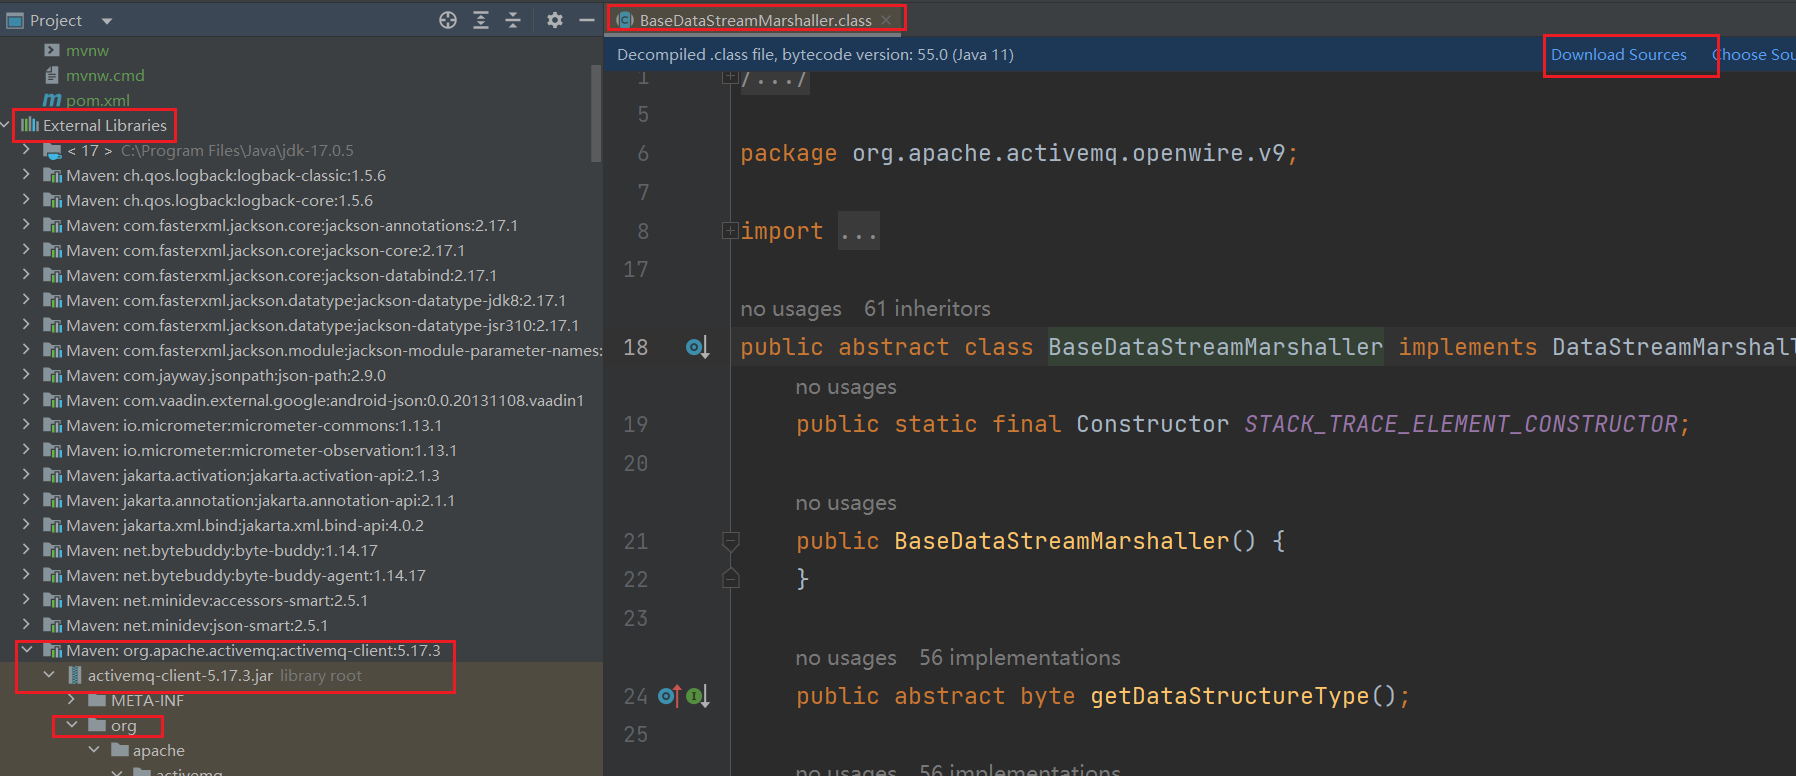 Project
mvnw
mvnw.cmd
pom.xml
External Libraries
< 17 > C:\Program Files\Java\jdk-17.0.5
Maven: ch.qos.logback:logback-classic:1.5.6
Maven: ch.qos.logback:logback-core:1.5.6
Maven: com.fasterxml.jackson.core:jackson-annotations:2.17.1
Maven: com.fasterxml.jackson.core:jackson-core:2.17.1
Maven: com.fasterxml.jackson.core:jackson-databind:2.17.1
Maven: com.fasterxml.jackson.datatype:jackson-datatype-jdk8:2.17.1
Maven: com.fasterxml.jackson.datatype:jackson-datatype-jsr310:2.17.1
Maven: com.fasterxml.jackson.module:jackson-module-parameter-names:
Maven: com.jayway.jsonpath:json-path:2.9.0
Maven: com.vaadin.external.google:android-json:0.0.20131108.vaadin1
Maven: io.micrometer:micrometer-commons:1.13.1
Maven: io.micrometer:micrometer-observation:1.13.1
Maven: jakarta.activation:jakarta.activation-api:2.1.3
Maven: jakarta.annotation:jakarta.annotation-api:2.1.1
Maven: jakarta.xml.bind:jakarta.xml.bind-api:4.0.2
Maven: net.bytebuddy:byte-buddy:1.14.17
Maven: net.bytebuddy:byte-buddy-agent:1.14.17
Maven: net.minidev:accessors-smart:2.5.1
Maven: net.minidev:json-smart:2.5.1
Maven: org.apache.activemq:activemq-client:5.17.3
activemq-client-5.17.3.jar library root
META-INF
org
apache
activemq
BaseDataStreamMarshaller.class
Decompiled .class file, bytecode version: 55.0 (Java 11) Download Sources Choose Sou
1 /.../
5
6 package org.apache.activemq.openwire.v9;
7
8 import ...
17
no usages 61 inheritors
18 public abstract class BaseDataStreamMarshaller implements DataStreamMarshall
no usages
19 public static final Constructor STACK_TRACE_ELEMENT_CONSTRUCTOR;
20
no usages
21 public BaseDataStreamMarshaller() {
22 }
23
no usages 56 implementations
24 public abstract byte getDataStructureType();
25
no usages 56 implementations